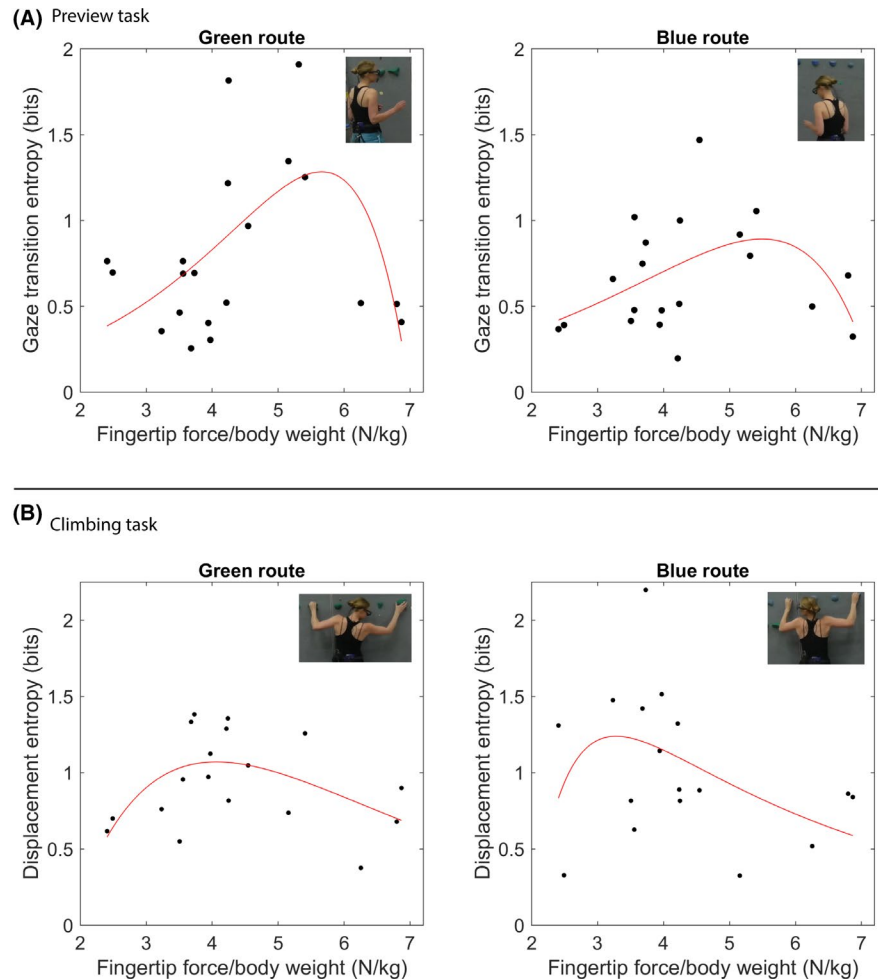 (A) Preview task
Green route
Blue route
Gaze transition entropy (bits)
2
1.5
1
0.5
0
2 3 4 5 6 7
Fingertip force/body weight (N/kg)
Gaze transition entropy (bits)
2
1.5
1
0.5
0
2 3 4 5 6 7
Fingertip force/body weight (N/kg)
(B) Climbing task
Green route
Blue route
Displacement entropy (bits)
2
1.5
1
0.5
0
2 3 4 5 6 7
Fingertip force/body weight (N/kg)
Displacement entropy (bits)
2
1.5
1
0.5
0
2 3 4 5 6 7
Fingertip force/body weight (N/kg)